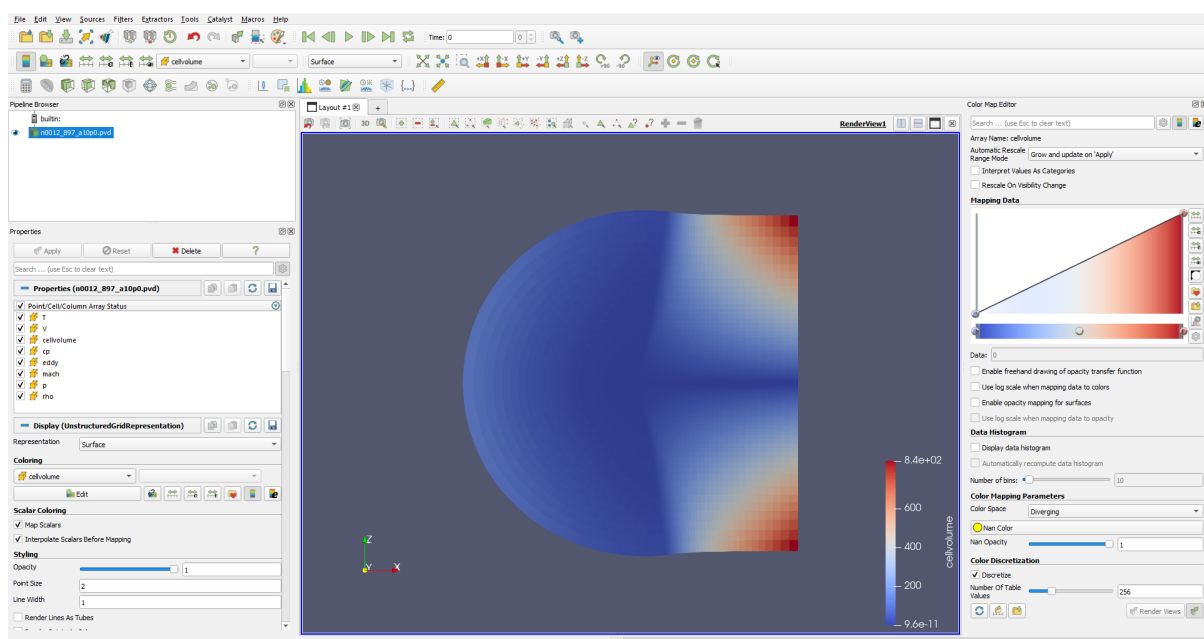 File Edit View Sources Filters Extractors Tools Catalyst Macros Help
Time: 0 0
cellvolume Surface
Pipeline Browser
builtin:
n0012_897_a10p0.pvd
Properties
Apply Reset Delete ?
Search ... (use Esc to clear text)
Properties (n0012_897_a10p0.pvd)
Point/Cell/Column Array Status
T
V
cellvolume
cp
eddy
mach
p
rho
Display (UnstructuredGridRepresentation)
Representation Surface
Coloring
cellvolume
Edit
Scalar Coloring
Map Scalars
Interpolate Scalars Before Mapping
Styling
Opacity 1
Point Size 2
Line Width 1
Render Lines As Tubes
Layout #1 +
3D RenderView1
8.4e+02
600
400
200
9.6e-11
cellvolume
Z
Y X
Color Map Editor
Search ... (use Esc to clear text)
Array Name: cellvolume
Automatic Rescale
Range Mode Grow and update on 'Apply'
Interpret Values As Categories
Rescale On Visibility Change
Mapping Data
Data: 0
Enable freehand drawing of opacity transfer function
Use log scale when mapping data to colors
Enable opacity mapping for surfaces
Use log scale when mapping data to opacity
Data Histogram
Display data histogram
Automatically recompute data histogram
Number of bins: 10
Color Mapping Parameters
Color Space Diverging
Nan Color
Nan Opacity 1
Color Discretization
Discretize
Number Of Table
Values 256
Render Views